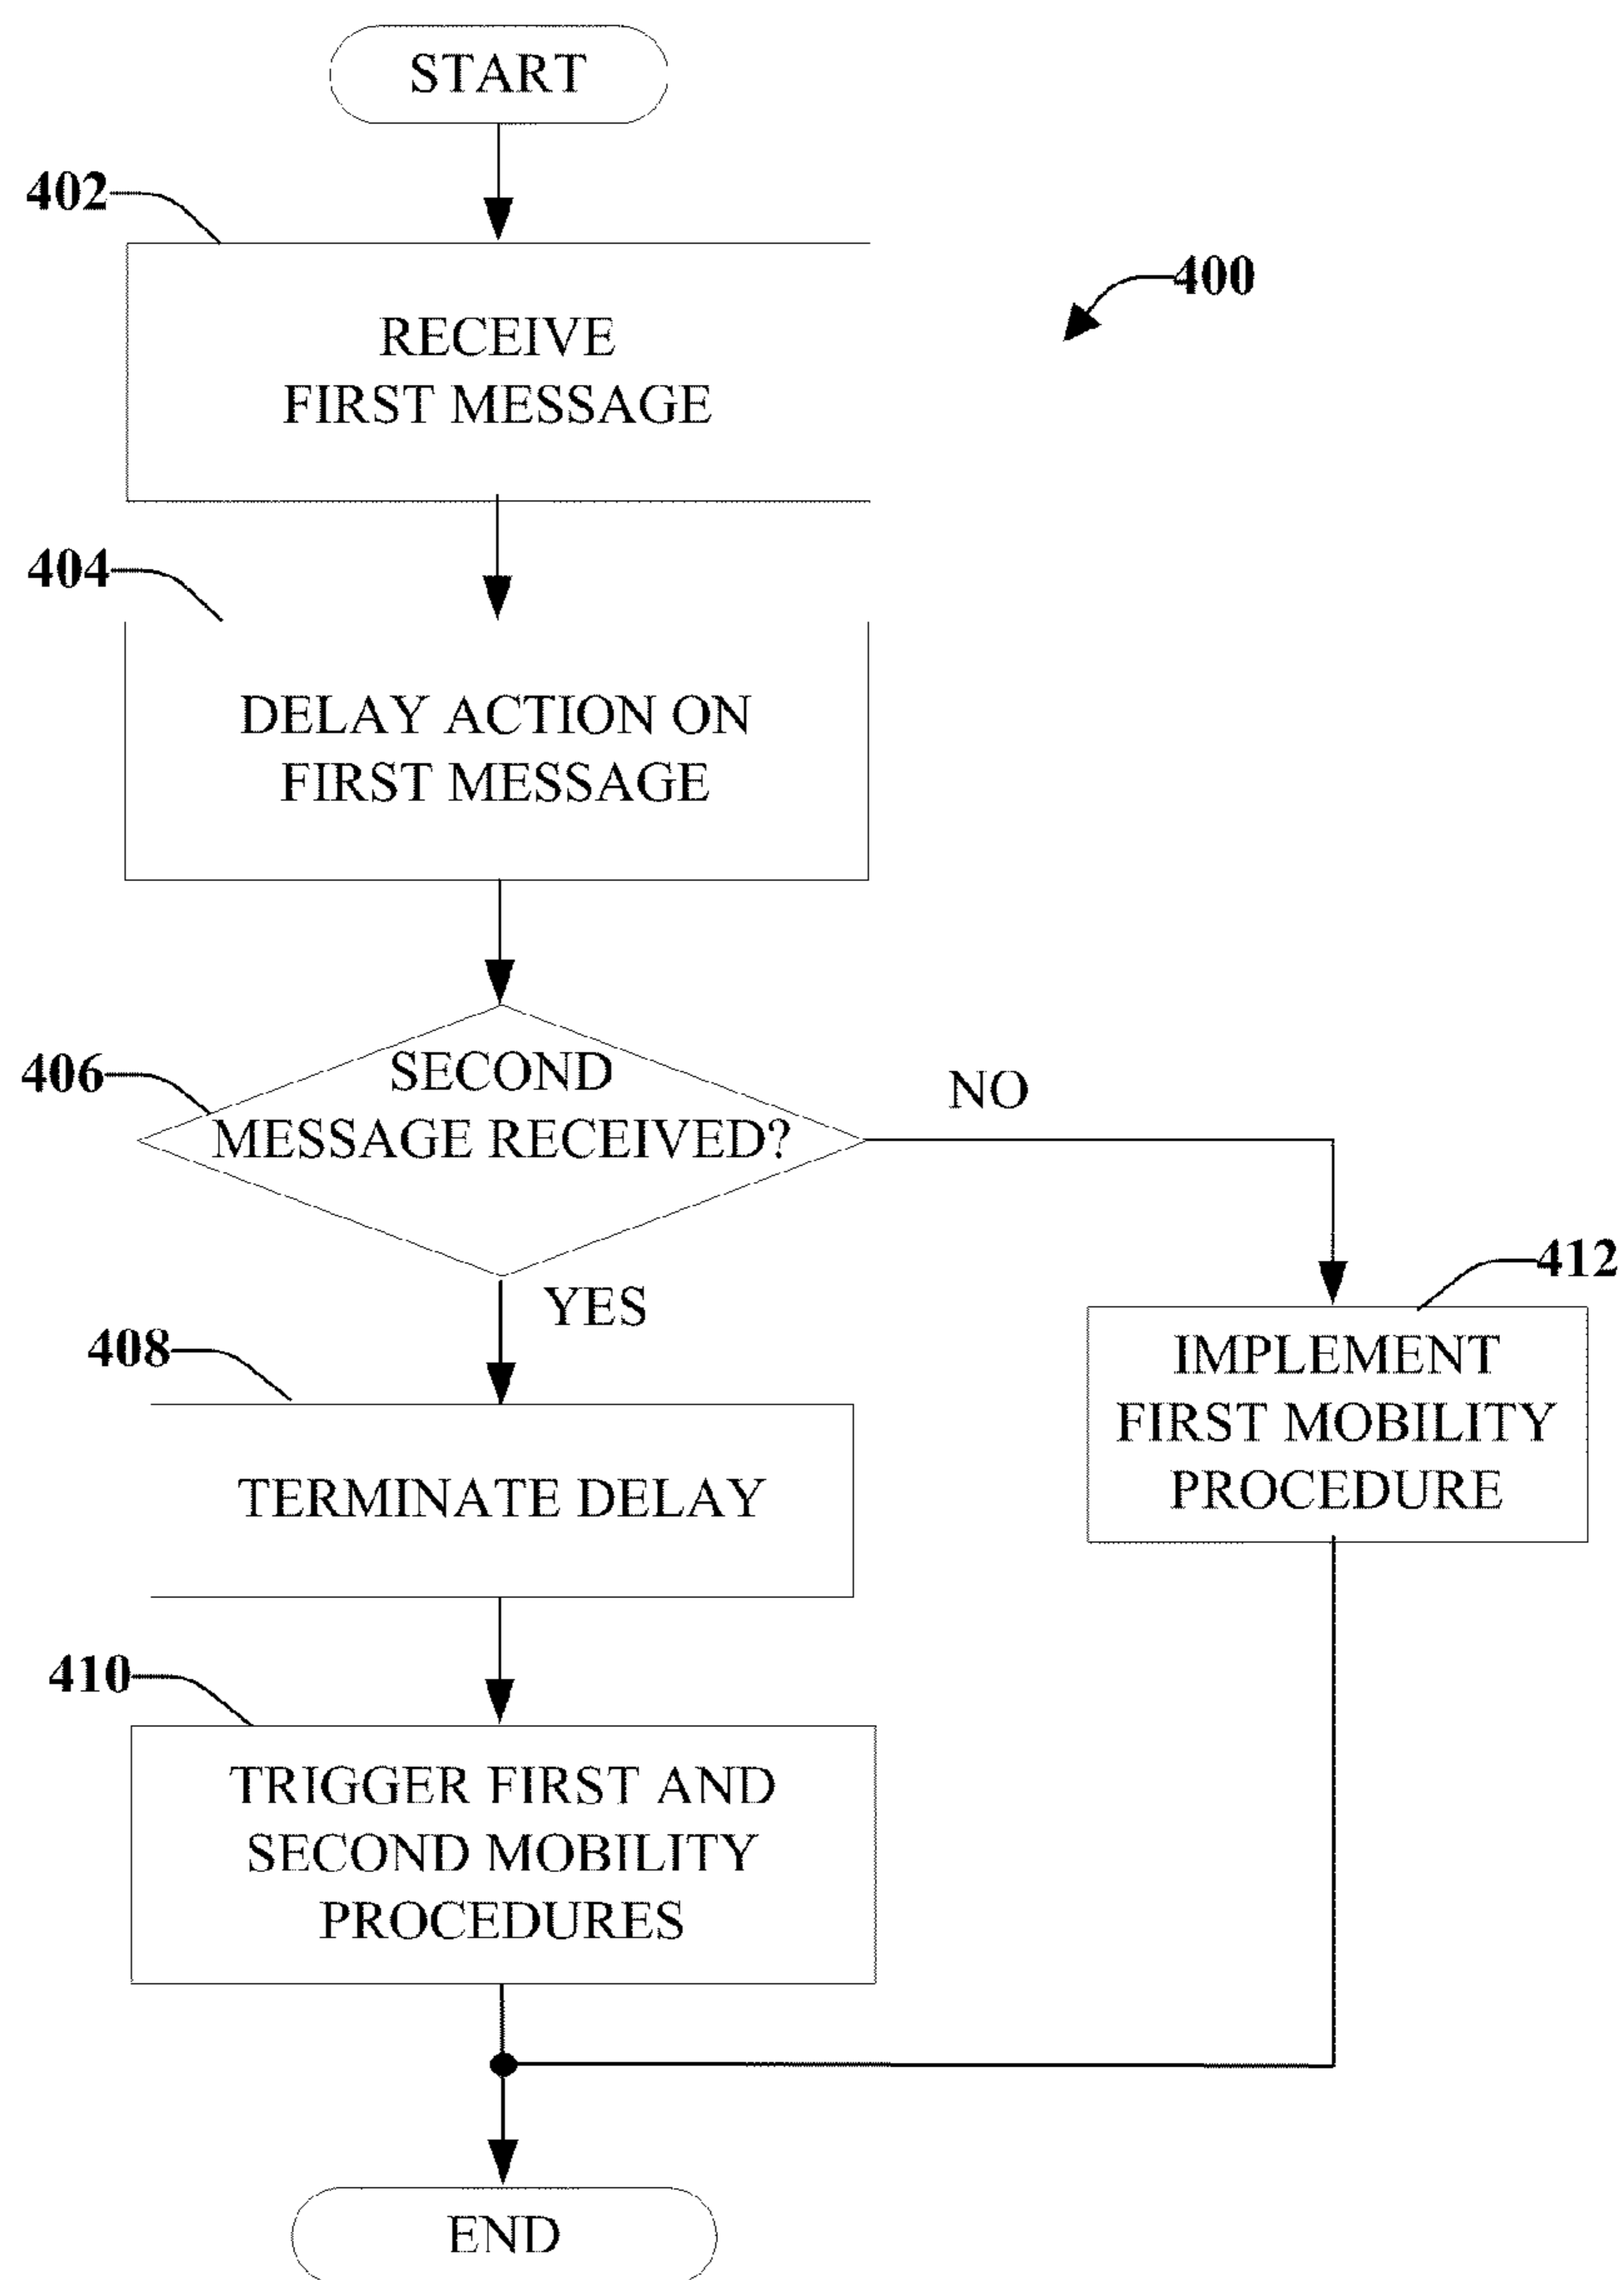 START
402
400
RECEIVE
FIRST MESSAGE
404
DELAY ACTION ON
FIRST MESSAGE
406
SECOND
MESSAGE RECEIVED?
NO
YES
412
408
IMPLEMENT
FIRST MOBILITY
PROCEDURE
TERMINATE DELAY
410
TRIGGER FIRST AND
SECOND MOBILITY
PROCEDURES
END